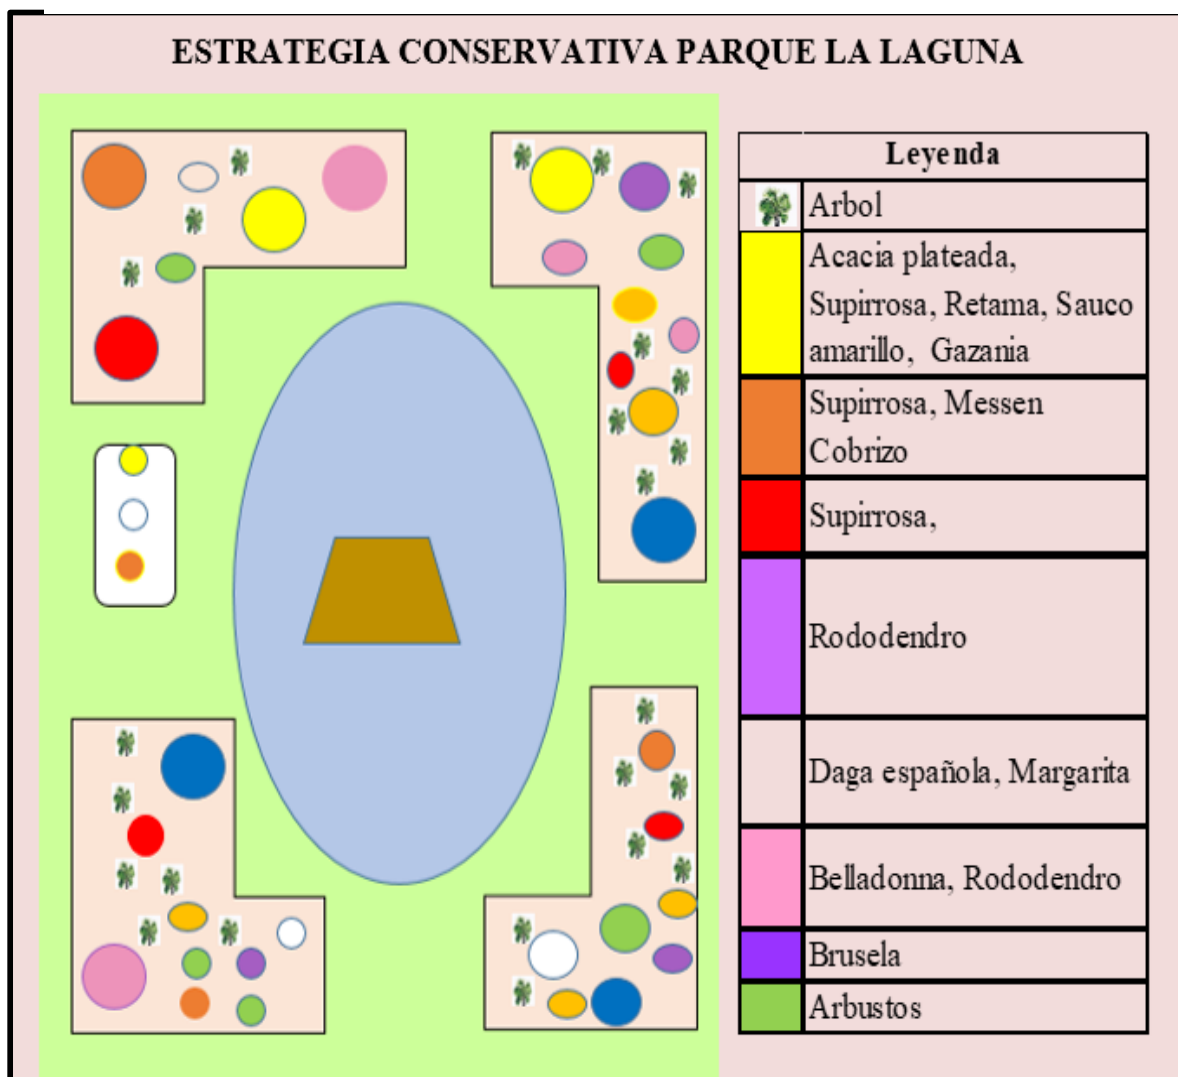 ESTRATEGIA CONSERVATIVA PARQUE LA LAGUNA
Leyenda
Arbol
Acacia plateada,
Supirrosa, Retama, Sauco
amarillo, Gazania
Supirrosa, Messen
Cobrizo
Supirrosa,
Rododendro
Daga española, Margarita
Belladonna, Rododendro
Brusela
Arbustos